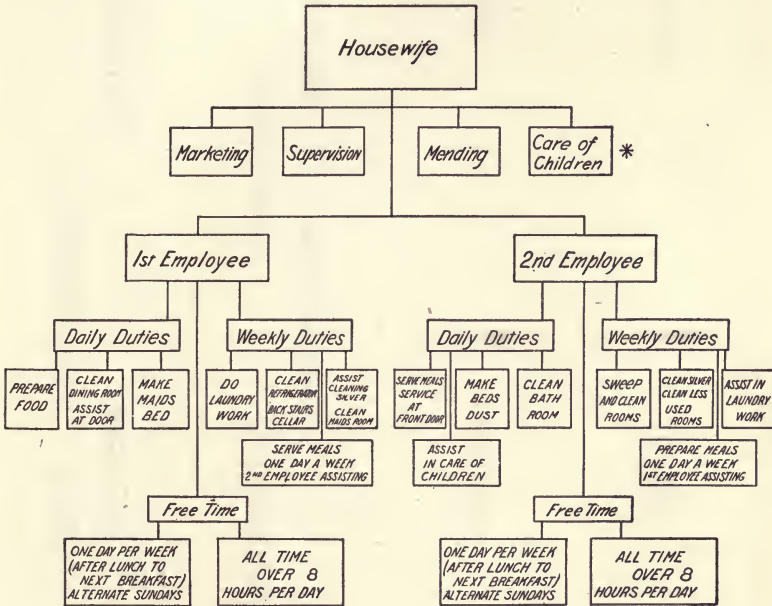 Housewife
Marketing
Supervision
Mending
Care of
Children *
1st Employee
2nd Employee
Daily Duties
Weekly Duties
Daily Duties
Weekly Duties
PREPARE
FOOD
CLEAN
DINING ROOM
ASSIST
AT DOOR
MAKE
MAIDS
BED
DO
LAUNDRY
WORK
CLEAN
REFRIGERATOR
BACK STAIRS
CELLAR
ASSIST
CLEANING
SILVER
CLEAN
MAIDS ROOM
SERVE MEALS
ONE DAY A WEEK
2ND EMPLOYEE ASSISTING
SERVE MEALS
SERVICE
AT
FRONT DOOR
MAKE
BEDS
DUST
CLEAN
BATH
ROOM
ASSIST
IN CARE OF
CHILDREN
SWEEP
AND CLEAN
ROOMS
CLEAN SILVER
CLEAN LESS
USED
ROOMS
ASSIST IN
LAUNDRY
WORK
PREPARE MEALS
ONE DAY A WEEK
1ST EMPLOYEE ASSISTING
Free Time
ONE DAY PER WEEK
(AFTER LUNCH TO
NEXT BREAKFAST)
ALTERNATE SUNDAYS
ALL TIME
OVER 8
HOURS PER DAY
Free Time
ONE DAY PER WEEK
(AFTER LUNCH TO
NEXT BREAKFAST)
ALTERNATE SUNDAYS
ALL TIME
OVER 8
HOURS PER DAY